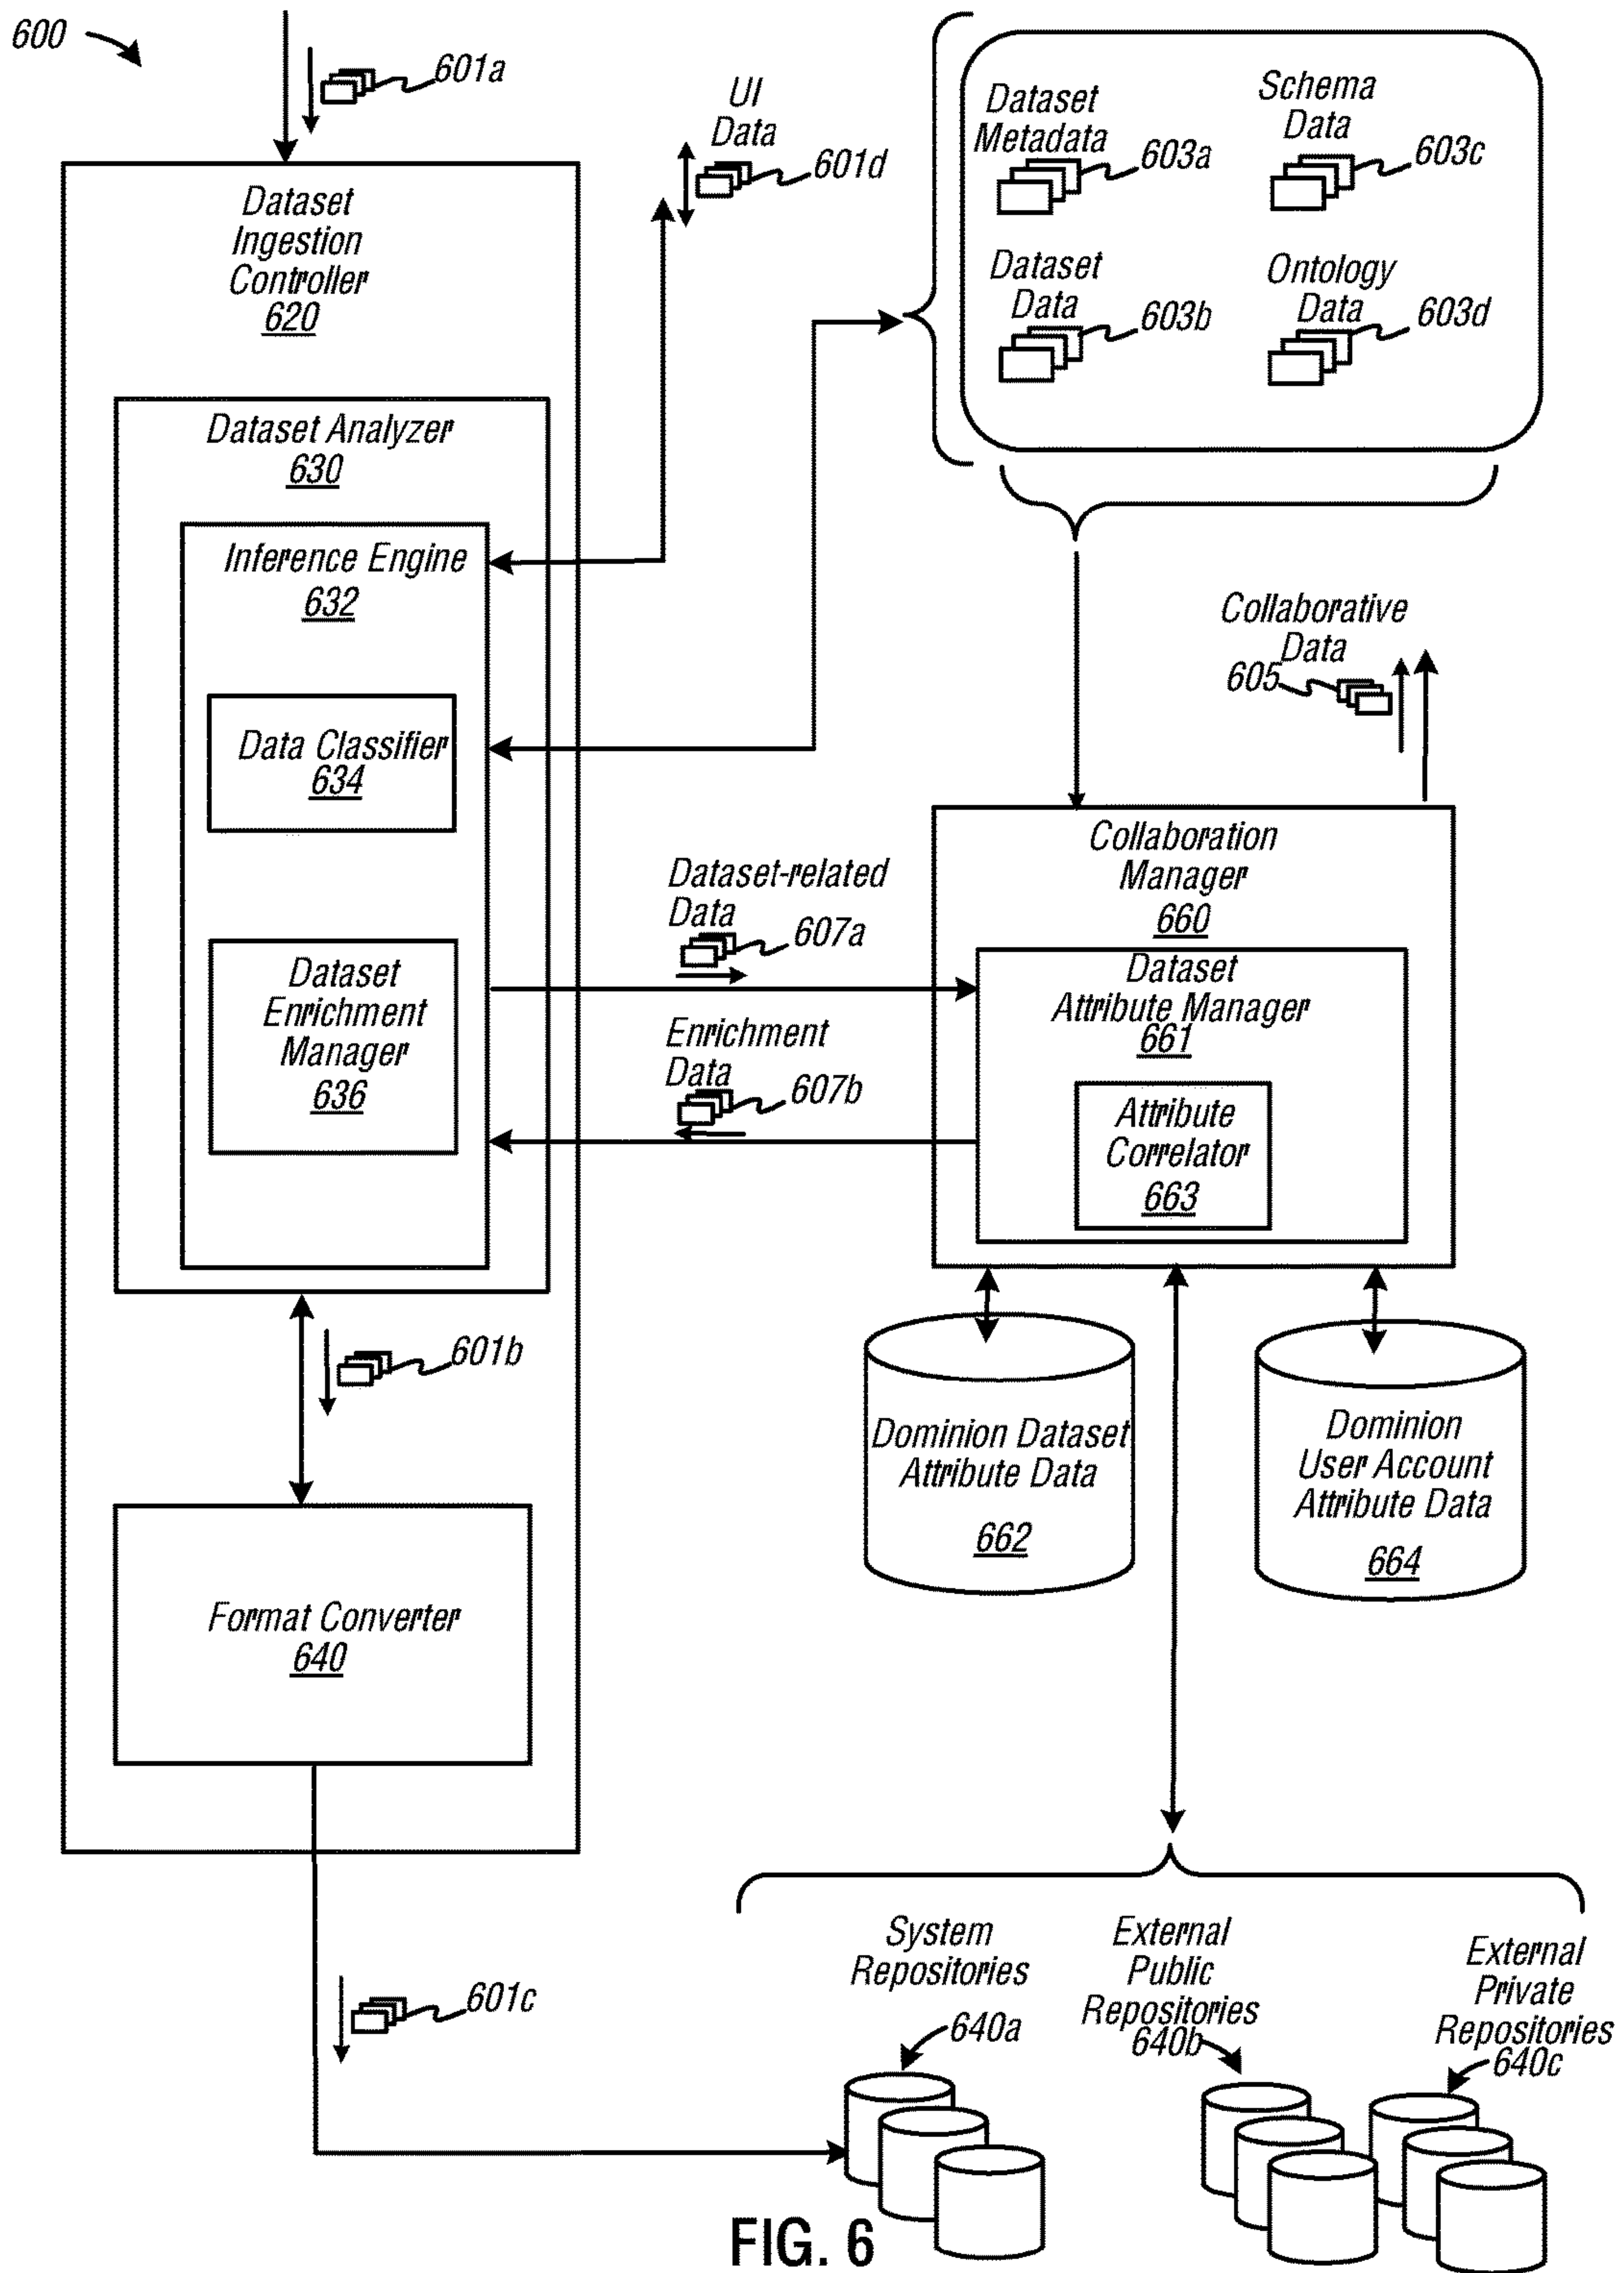 600
601a
UI
Data
601d
Dataset
Metadata
603a
Schema
Data
603c
Dataset
Data
603b
Ontology
Data
603d
Dataset
Ingestion
Controller
620
Dataset Analyzer
630
Inference Engine
632
Data Classifier
634
Dataset
Enrichment
Manager
636
Collaborative
Data
605
Dataset-related
Data
607a
Enrichment
Data
607b
Collaboration
Manager
660
Dataset
Attribute Manager
661
Attribute
Correlator
663
601b
Dominion Dataset
Attribute Data
662
Dominion
User Account
Attribute Data
664
Format Converter
640
601c
System
Repositories
640a
External
Public
Repositories
640b
External
Private
Repositories
640c
FIG. 6